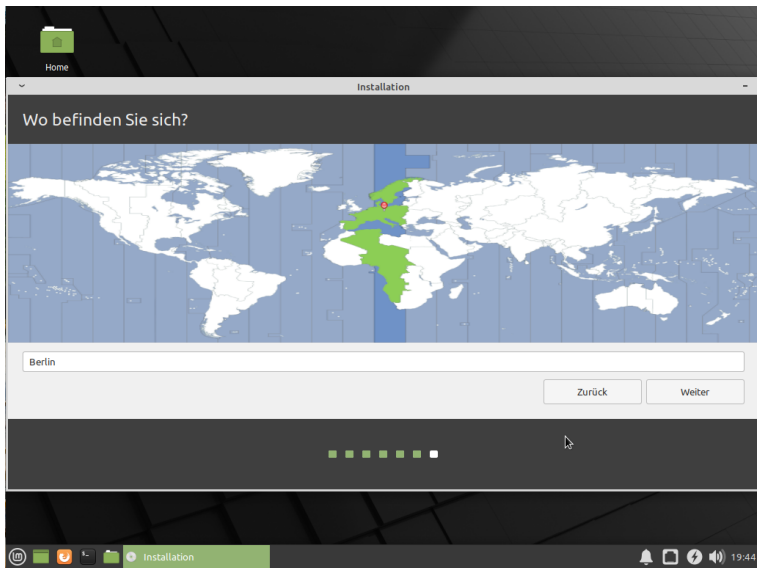 Home
Installation
Wo befinden Sie sich?
Berlin
Zurück
Weiter
Installation
19:44